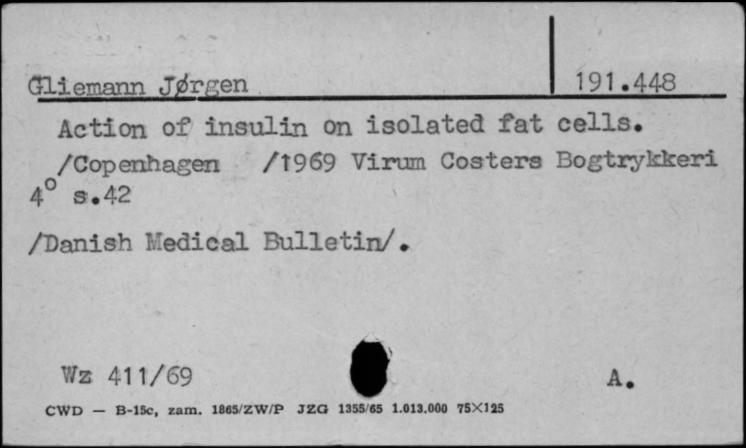 Gliemann Jørgen 191.448
Action of insulin on isolated fat cells.
/Copenhagen /1969 Virum Costers Bogtrykkeri
4° s.42
/Danish Medical Bulletin/.
Wz 411/69 A.
CWD — B-15c, zam. 1865/ZW/P JZG 1355/65 1.013.000 75×125